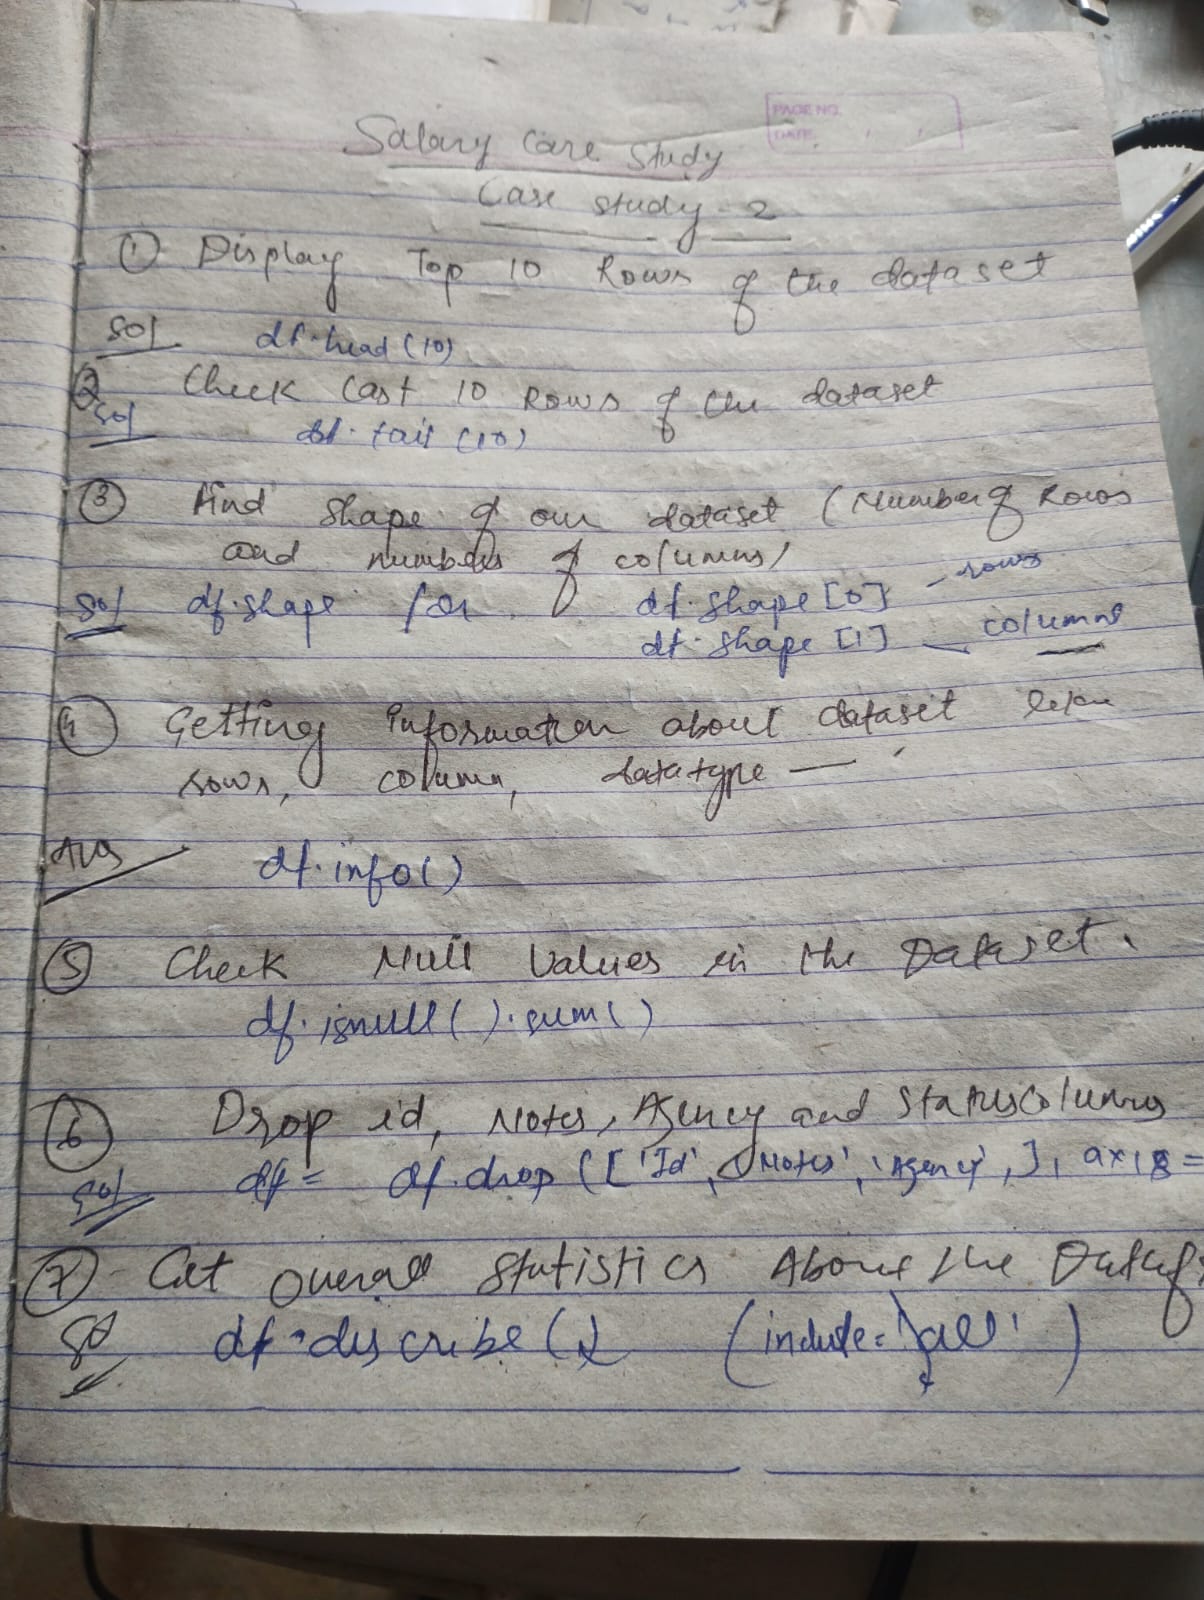 PAGE NO.
DATE
Salary Case Study
Case study - 2
① Display Top 10 Rows of the dataset
Sol df.head(10)
② Check Last 10 Rows of the dataset
Sol df.tail(10)
③ Find Shape of our dataset (Number of Rows
and numbers of columns)
Sol df.shape for df.shape[0] - rows
df.shape[1] - columns
④ Getting Information about dataset
rows, column, datatype —
Ans df.info()
⑤ Check Null Values in the Dataset.
df.isnull().sum()
⑥ Drop id, Notes, Agency and Status Columns
Sol df = df.drop(['Id', 'Notes', 'Agency',], axis =
⑦ Get Overall Statistics About the
Sol df.describe() (include='all')